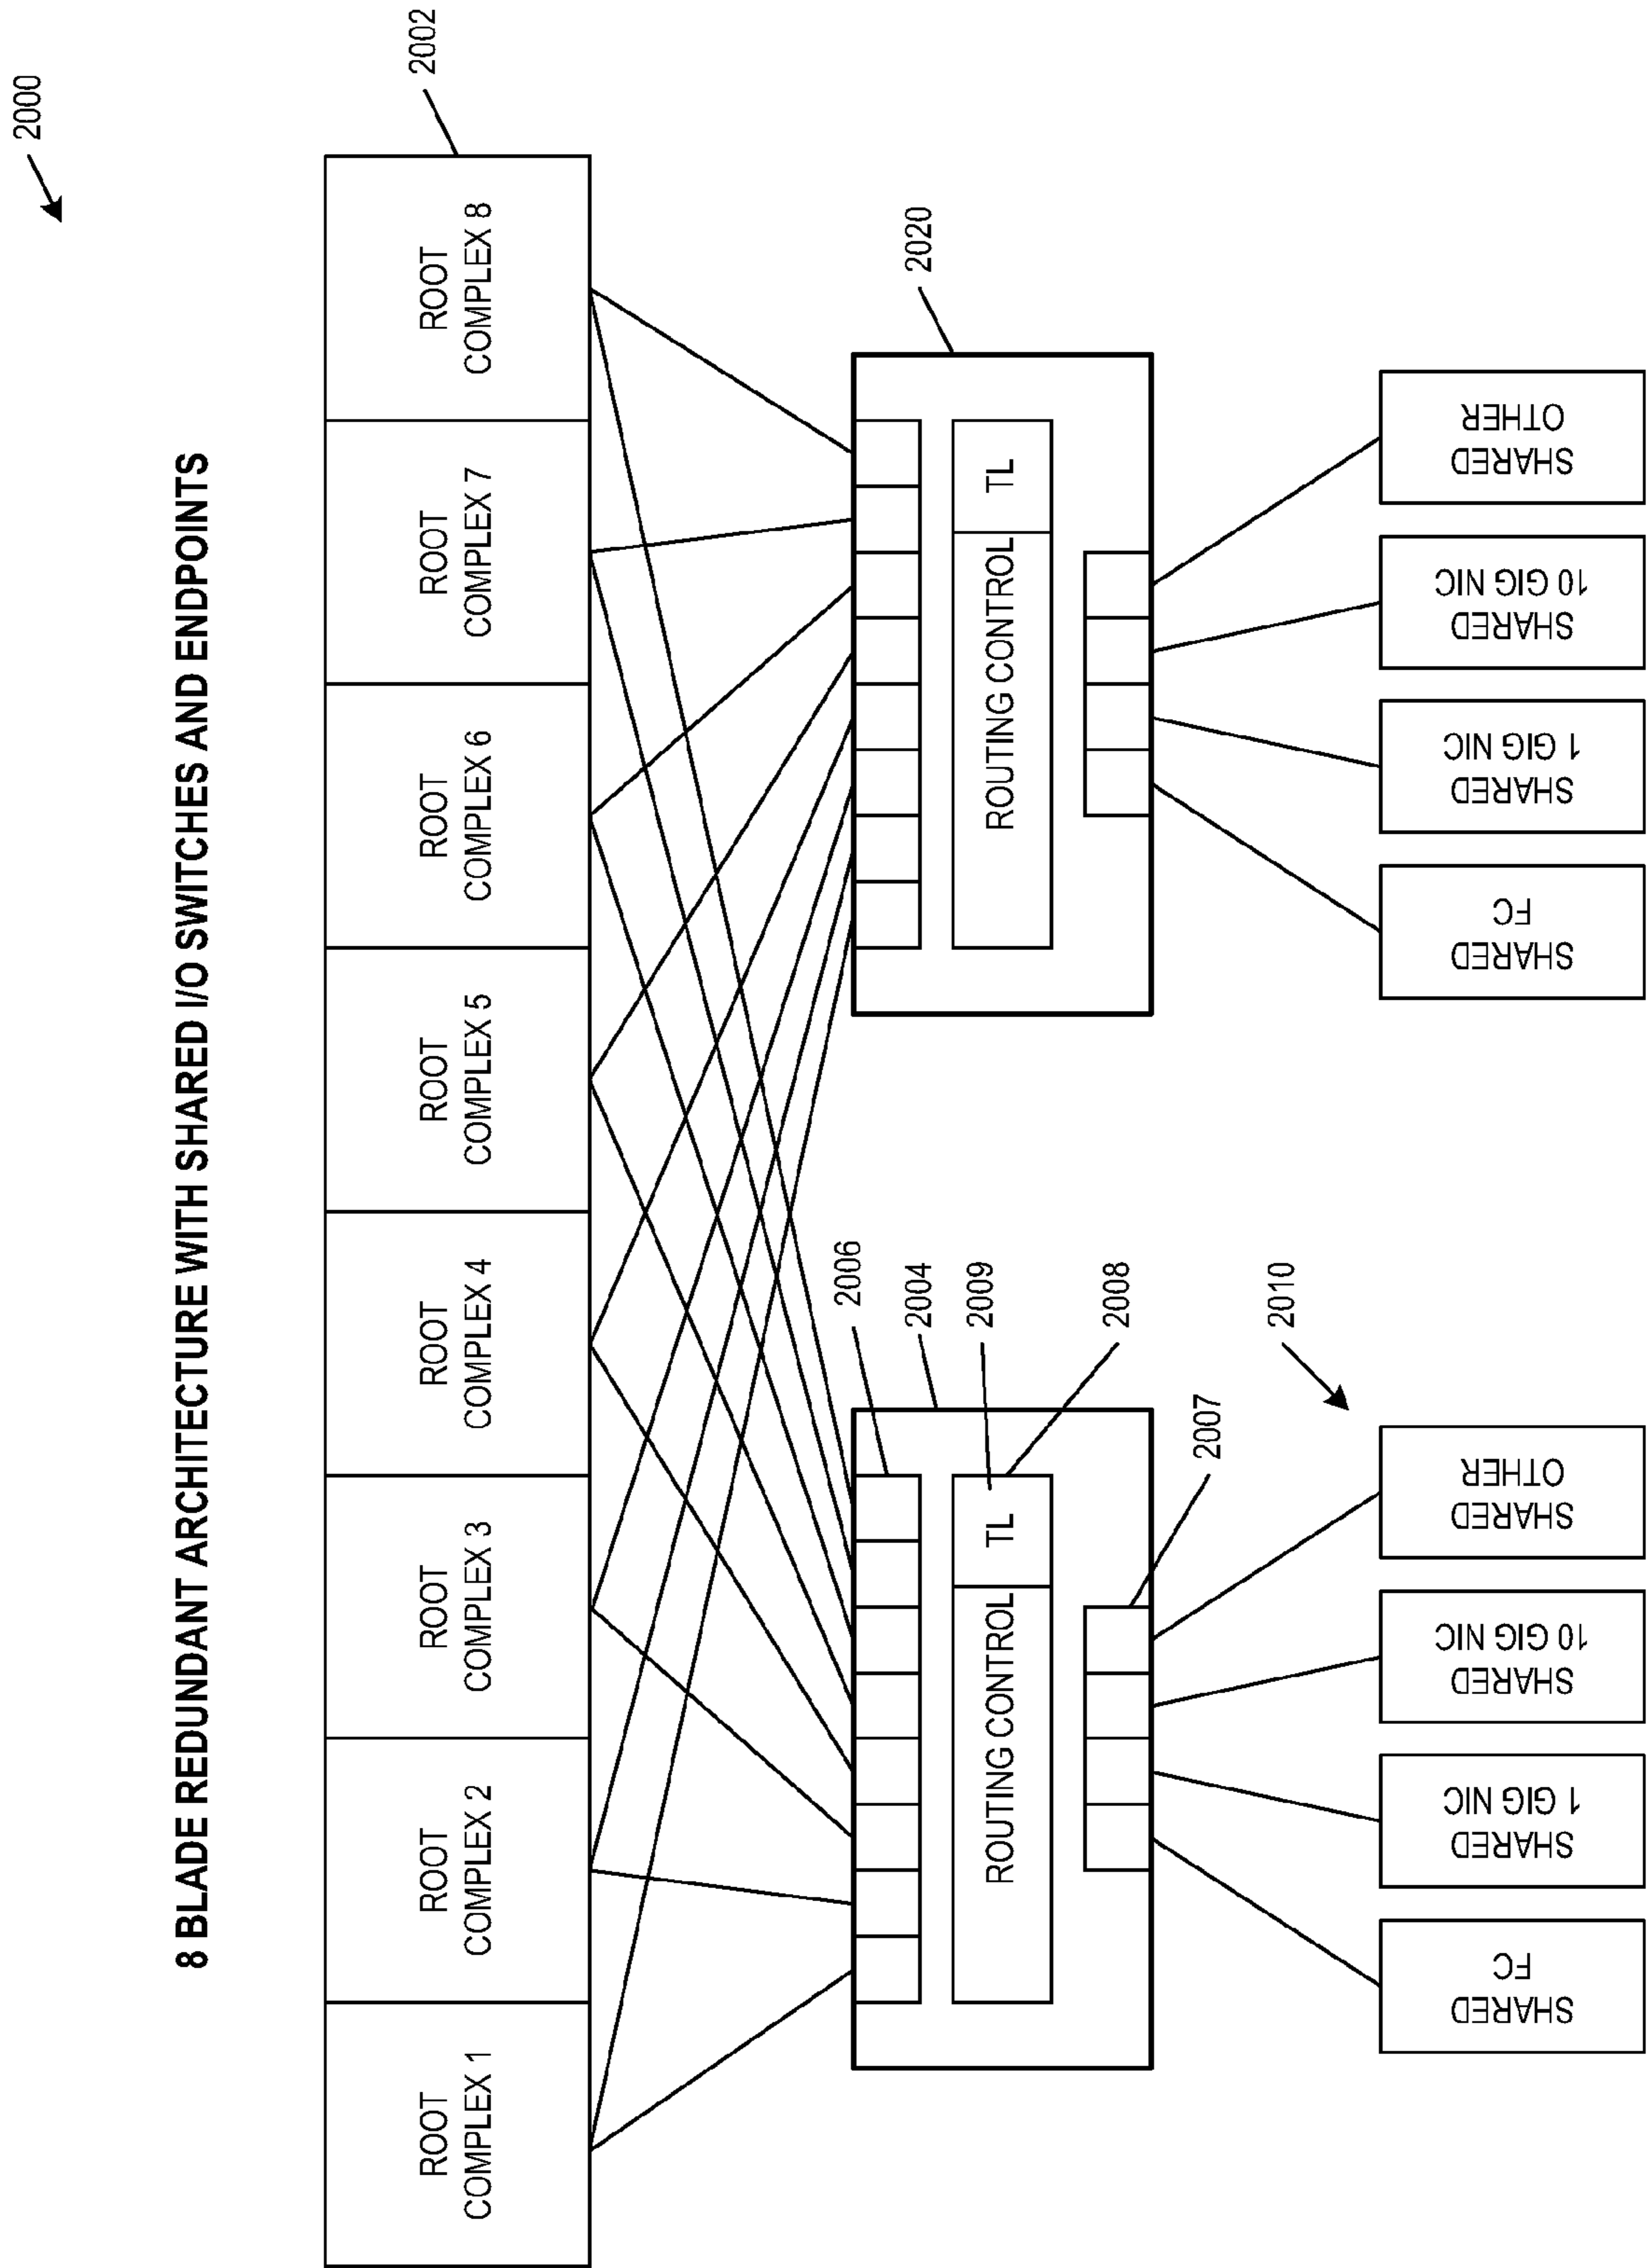 2000
8 BLADE REDUNDANT ARCHITECTURE WITH SHARED I/O SWITCHES AND ENDPOINTS
2002
ROOT
COMPLEX 1
ROOT
COMPLEX 2
ROOT
COMPLEX 3
ROOT
COMPLEX 4
ROOT
COMPLEX 5
ROOT
COMPLEX 6
ROOT
COMPLEX 7
ROOT
COMPLEX 8
2006
2004
2009
2008
2007
2010
2020
ROUTING CONTROL
TL
ROUTING CONTROL
TL
SHARED
FC
SHARED
1 GIG NIC
SHARED
10 GIG NIC
SHARED
OTHER
SHARED
FC
SHARED
1 GIG NIC
SHARED
10 GIG NIC
SHARED
OTHER